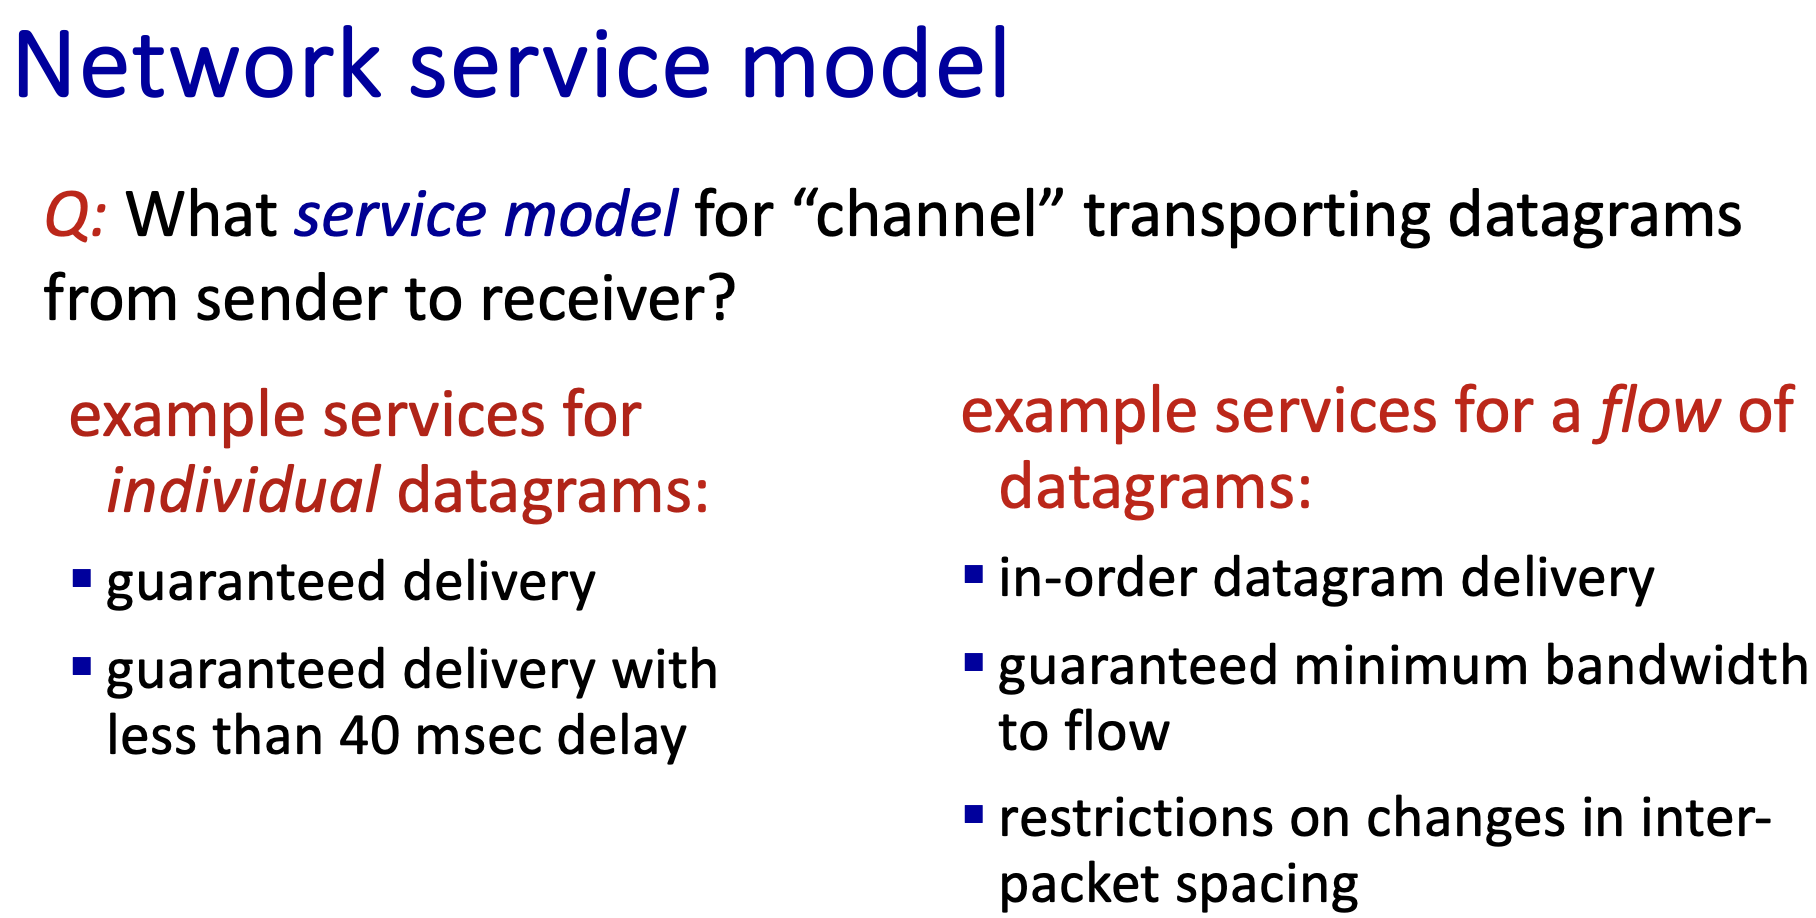 Network service model
Q: What service model for “channel” transporting datagrams
from sender to receiver?
example services for
individual datagrams:
▪ guaranteed delivery
▪ guaranteed delivery with
less than 40 msec delay
example services for a flow of
datagrams:
▪ in-order datagram delivery
▪ guaranteed minimum bandwidth
to flow
▪ restrictions on changes in inter-
packet spacing